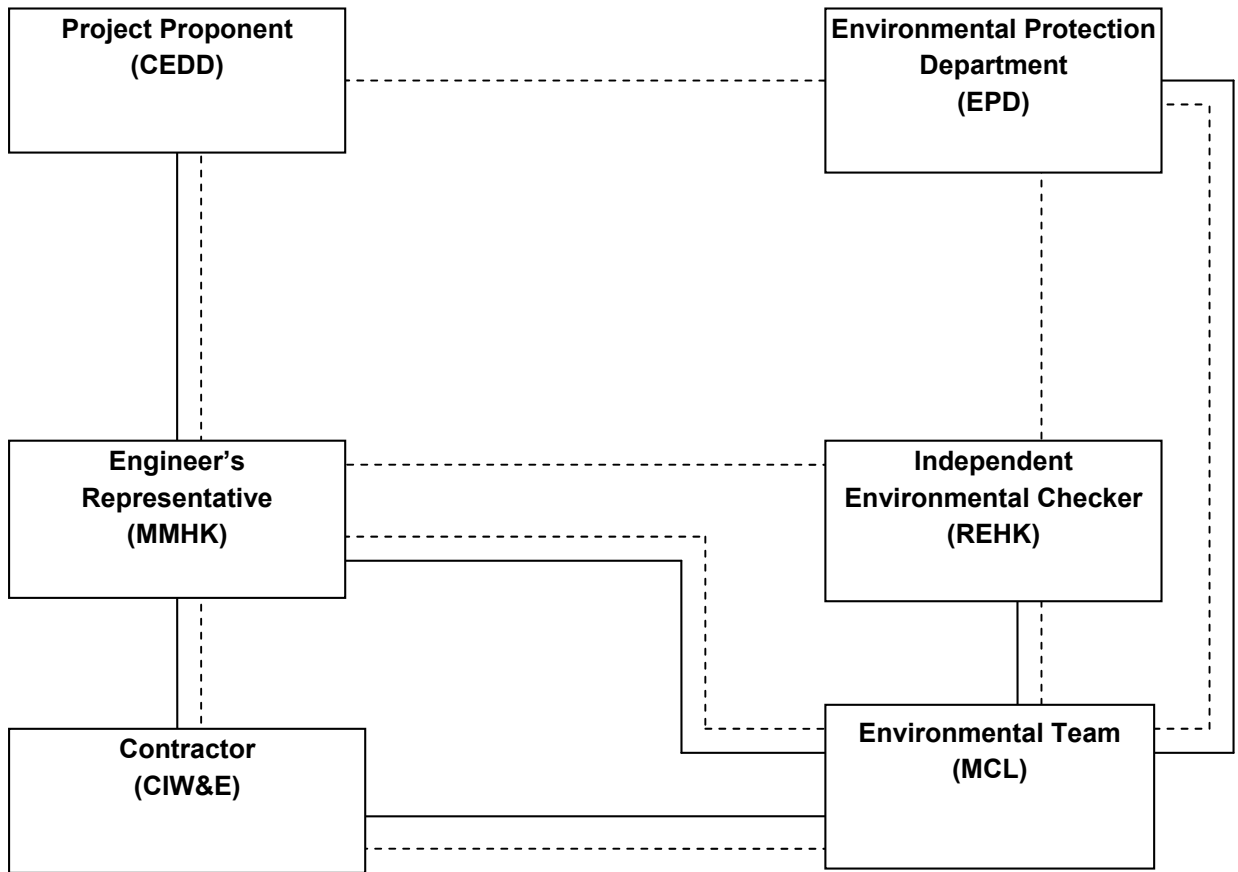 Project Proponent
(CEDD)
Environmental Protection
Department
(EPD)
Engineer’s
Representative
(MMHK)
Independent
Environmental Checker
(REHK)
Contractor
(CIW&E)
Environmental Team
(MCL)